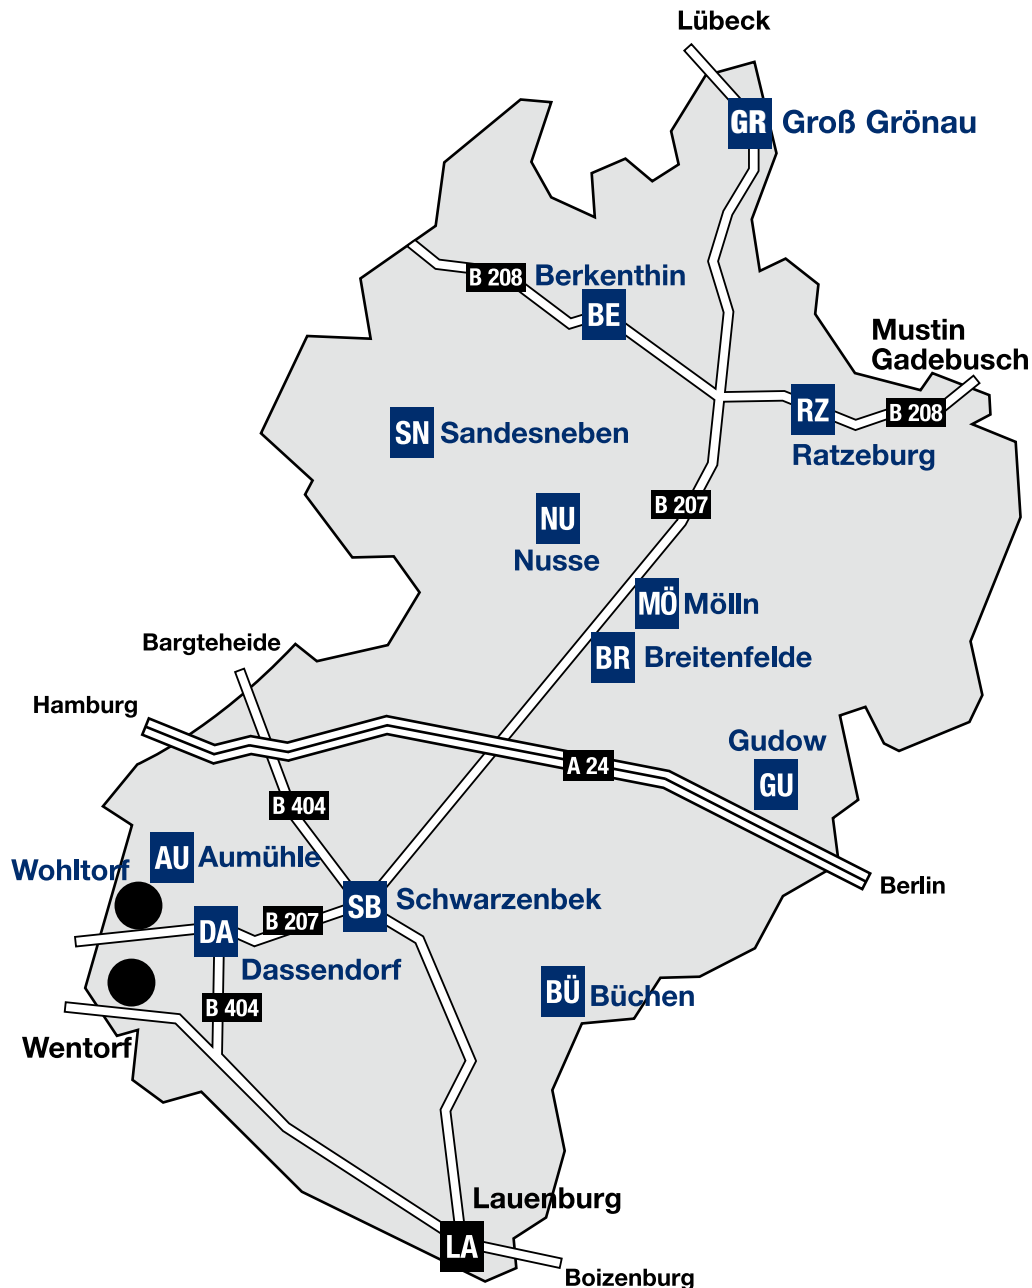 Lübeck
GR Groß Grönau
B 208 Berkenthin
BE
Mustin
Gadebusch
RZ
B 208
SN Sandesneben
Ratzeburg
B 207
NU
Nusse
MÖ Mölln
Bargteheide
BR Breitenfelde
Hamburg
Gudow
A 24
GU
B 404
AU Aumühle
Wohltorf
Berlin
SB Schwarzenbek
B 207
DA
Dassendorf
BÜ Büchen
B 404
Wentorf
Lauenburg
LA
Boizenburg